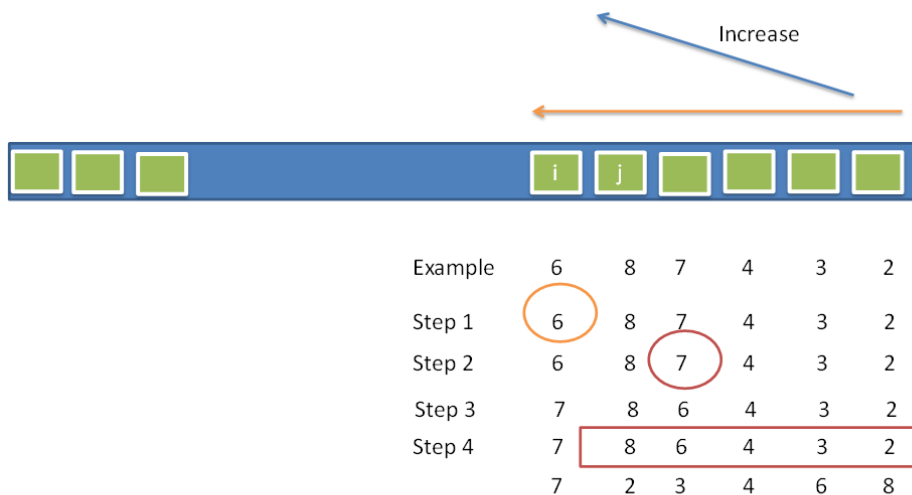 Increase
i j
Example 6 8 7 4 3 2
Step 1 6 8 7 4 3 2
Step 2 6 8 7 4 3 2
Step 3 7 8 6 4 3 2
Step 4 7 8 6 4 3 2
7 2 3 4 6 8